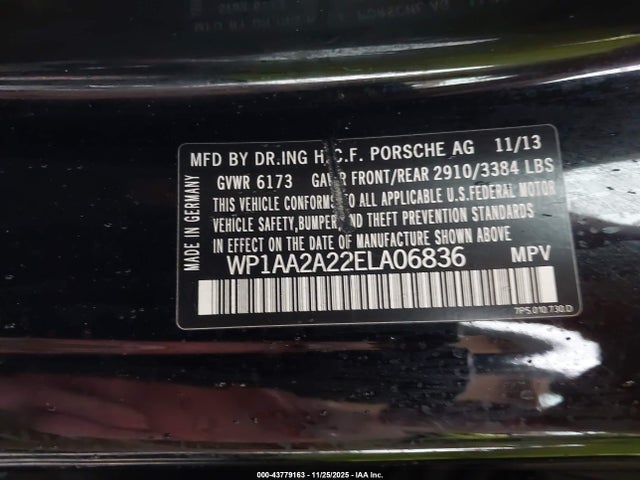 MFD BY DR.ING H.C.F. PORSCHE AG 11/13
GVWR 6173 GAWR FRONT/REAR 2910/3384 LBS
THIS VEHICLE CONFORMS TO ALL APPLICABLE U.S.FEDERAL MOTOR
VEHICLE SAFETY,BUMPER,AND THEFT PREVENTION STANDARDS
IN EFFECT ON THE DATE OF MANUFACTURE SHOWN ABOVE
WP1AA2A22ELA06836 MPV
7P5.010.730.D
MADE IN GERMANY
000-43779163 - 11/25/2025 - © IAA Inc.